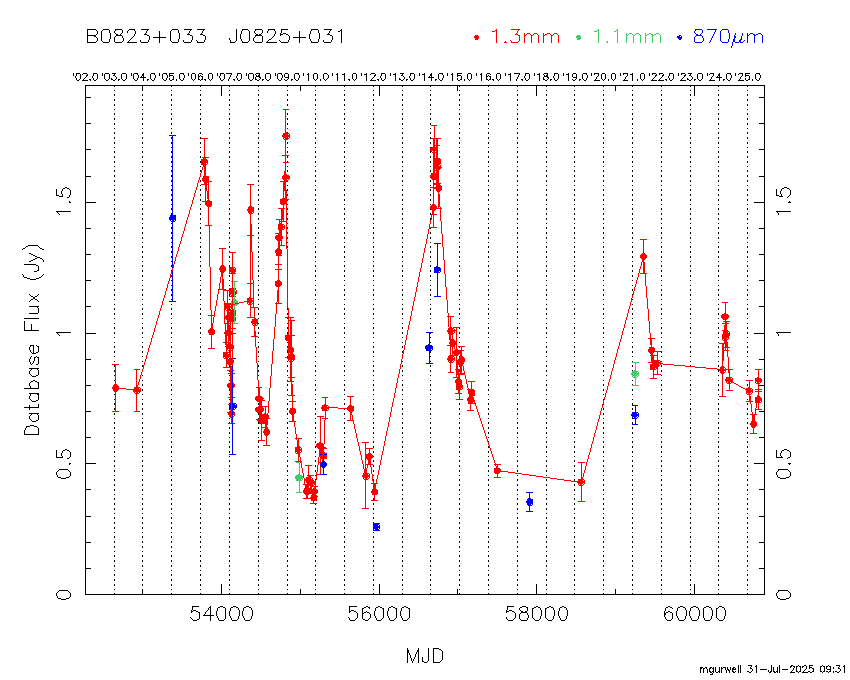 B0823+033 J0825+031 1.3mm 1.1mm 870μm
'02.0 '03.0 '04.0 '05.0 '06.0 '07.0 '08.0 '09.0 '10.0 '11.0 '12.0 '13.0 '14.0 '15.0 '16.0 '17.0 '18.0 '19.0 '20.0 '21.0 '22.0 '23.0 '24.0 '25.0
1.5 1.5
Database Flux (Jy)
1 1
0.5 0.5
0 0
54000 56000 58000 60000
MJD
mgurwell 31-Jul-2025 09:31